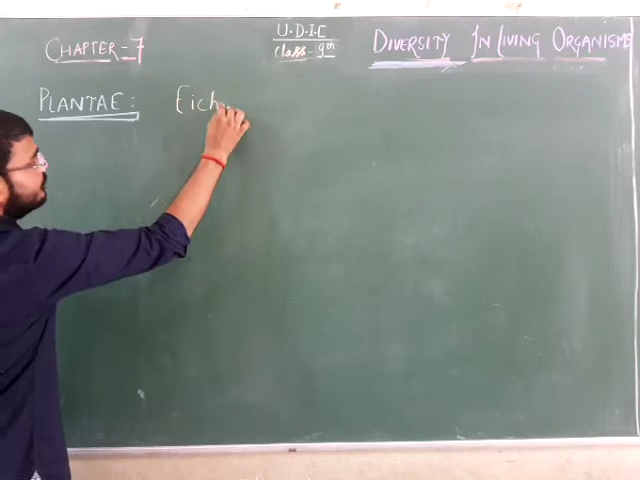 CHAPTER-7
U.D.I.C
Class-9th
DIVERSITY IN LIVING ORGANISMS
PLANTAE: Eich